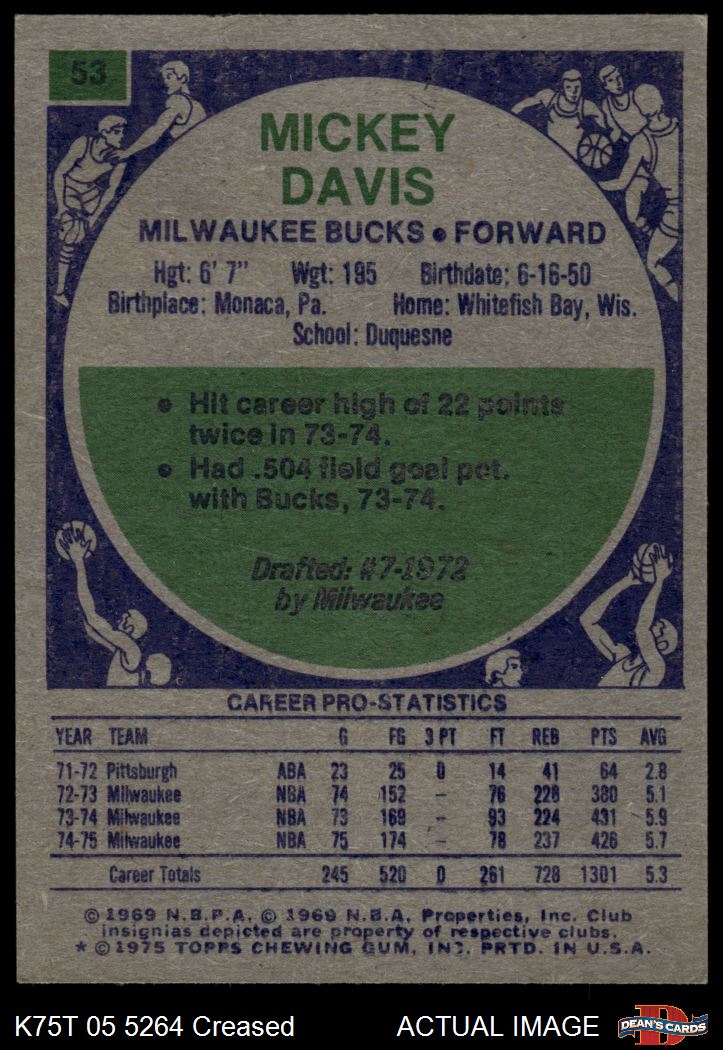 53
MICKEY
DAVIS
MILWAUKEE BUCKS • FORWARD
Hgt: 6' 7" Wgt: 195 Birthdate: 6-16-50
Birthplace: Monaca, Pa. Home: Whitefish Bay, Wis.
School: Duquesne
• Hit career high of 22 points
twice in 73-74.
• Had .504 field goal pct.
with Bucks, 73-74.
Drafted: #7-1972
by Milwaukee
CAREER PRO-STATISTICS
YEAR TEAM G FG 3 PT FT REB PTS AVG
71-72 Pittsburgh ABA 23 25 0 14 41 64 2.8
72-73 Milwaukee NBA 74 152 – 76 226 380 5.1
73-74 Milwaukee NBA 73 169 – 93 224 431 5.9
74-75 Milwaukee NBA 75 174 – 78 237 426 5.7
Career Totals 245 520 0 261 728 1301 5.3
© 1969 N.B.P.A. © 1969 N.B.A. Properties, Inc. Club
insignias depicted are property of respective clubs.
* © 1975 TOPPS CHEWING GUM, INC. PRTD. IN U.S.A.
K75T 05 5264 Creased ACTUAL IMAGE
D
DEAN'S CARDS